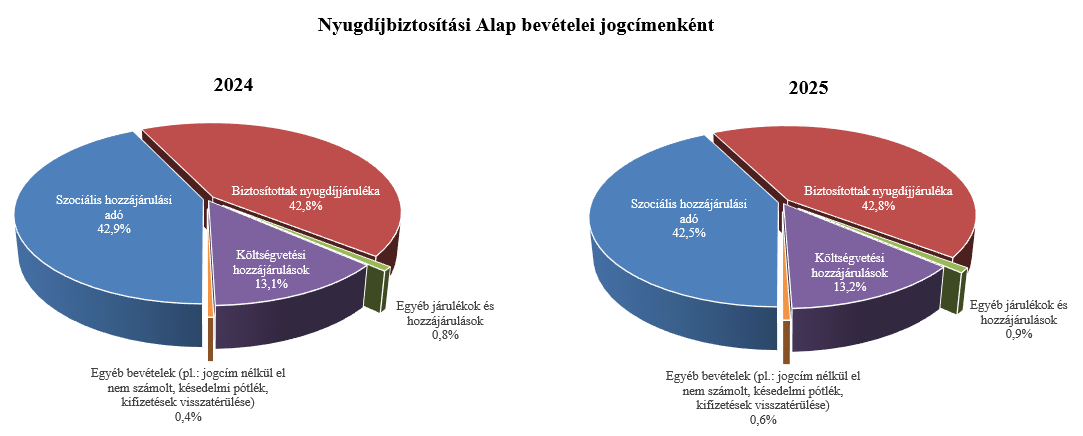 Nyugdíjbiztosítási Alap bevételei jogcímenként
2024
Szociális hozzájárulási
adó
42,9%
Biztosítottak nyugdíjjáruléka
42,8%
Költségvetési
hozzájárulások
13,1%
Egyéb járulékok és
hozzájárulások
0,8%
Egyéb bevételek (pl.: jogcím nélkül el
nem számolt, késedelmi pótlék,
kifizetések visszatérülése)
0,4%
2025
Szociális hozzájárulási
adó
42,5%
Biztosítottak nyugdíjjáruléka
42,8%
Költségvetési
hozzájárulások
13,2%
Egyéb járulékok és
hozzájárulások
0,9%
Egyéb bevételek (pl.: jogcím nélkül el
nem számolt, késedelmi pótlék,
kifizetések visszatérülése)
0,6%